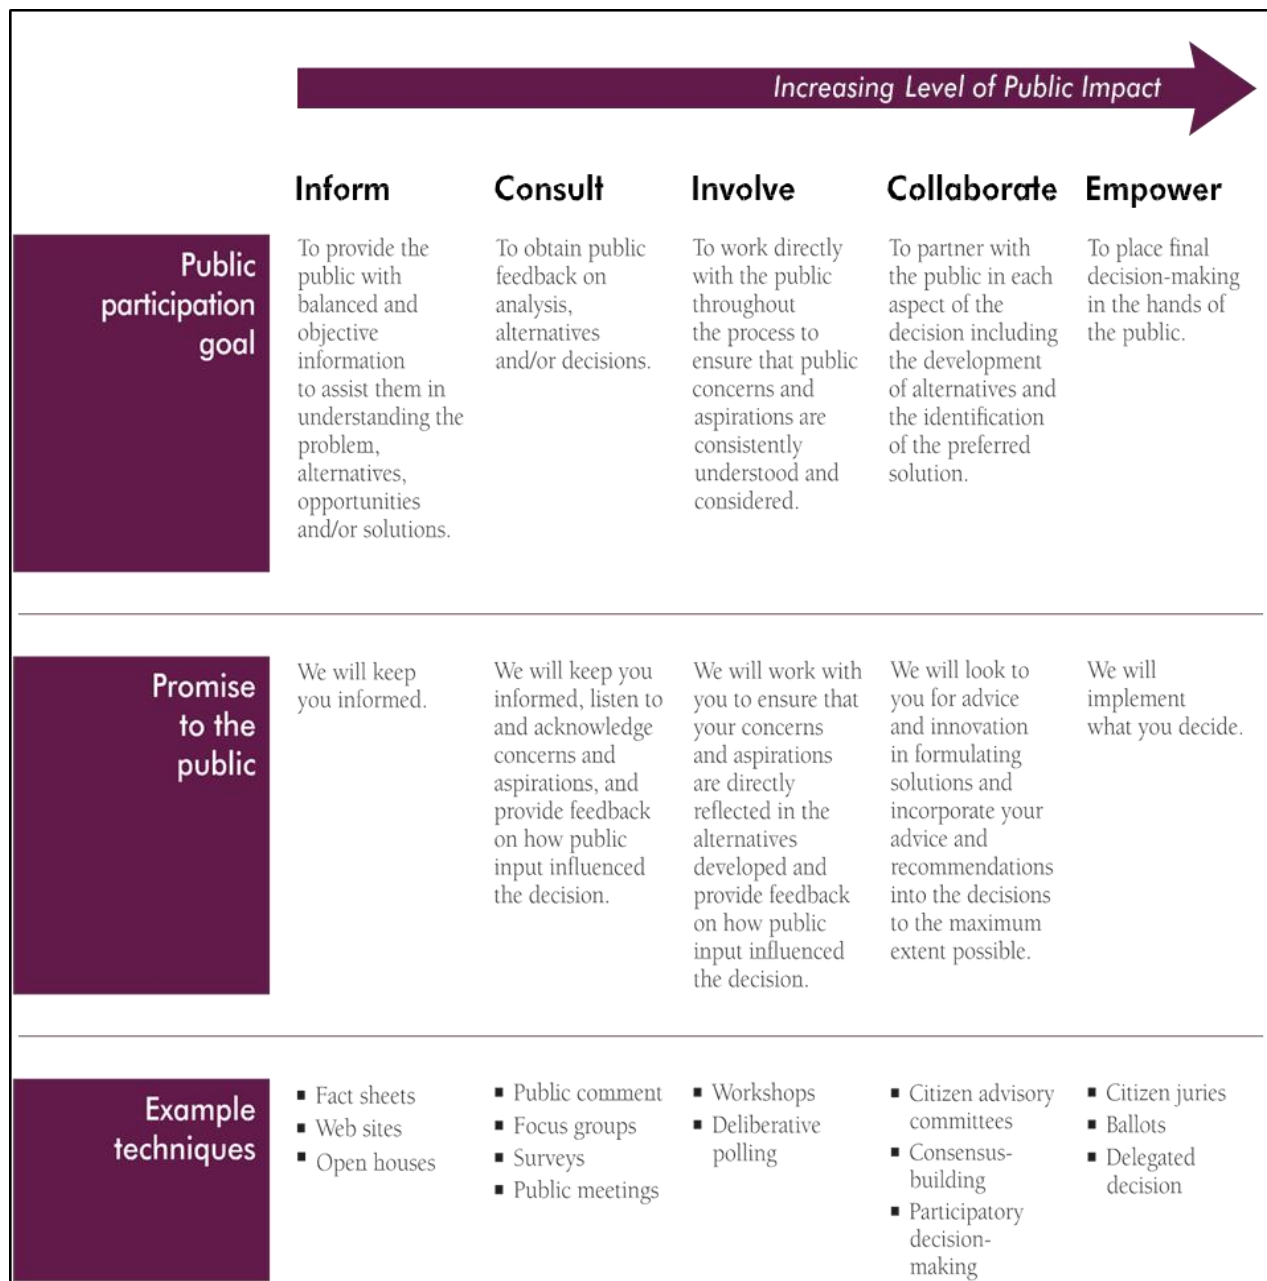 Increasing Level of Public Impact
Inform
Consult
Involve
Collaborate
Empower
Public
participation
goal
To provide the
public with
balanced and
objective
information
to assist them in
understanding the
problem,
alternatives,
opportunities
and/or solutions.
To obtain public
feedback on
analysis,
alternatives
and/or decisions.
To work directly
with the public
throughout
the process to
ensure that public
concerns and
aspirations are
consistently
understood and
considered.
To partner with
the public in each
aspect of the
decision including
the development
of alternatives and
the identification
of the preferred
solution.
To place final
decision-making
in the hands of
the public.
Promise
to the
public
We will keep
you informed.
We will keep you
informed, listen to
and acknowledge
concerns and
aspirations, and
provide feedback
on how public
input influenced
the decision.
We will work with
you to ensure that
your concerns
and aspirations
are directly
reflected in the
alternatives
developed and
provide feedback
on how public
input influenced
the decision.
We will look to
you for advice
and innovation
in formulating
solutions and
incorporate your
advice and
recommendations
into the decisions
to the maximum
extent possible.
We will
implement
what you decide.
Example
techniques
▪ Fact sheets
▪ Web sites
▪ Open houses
▪ Public comment
▪ Focus groups
▪ Surveys
▪ Public meetings
▪ Workshops
▪ Deliberative
polling
▪ Citizen advisory
committees
▪ Consensus-
building
▪ Participatory
decision-
making
▪ Citizen juries
▪ Ballots
▪ Delegated
decision